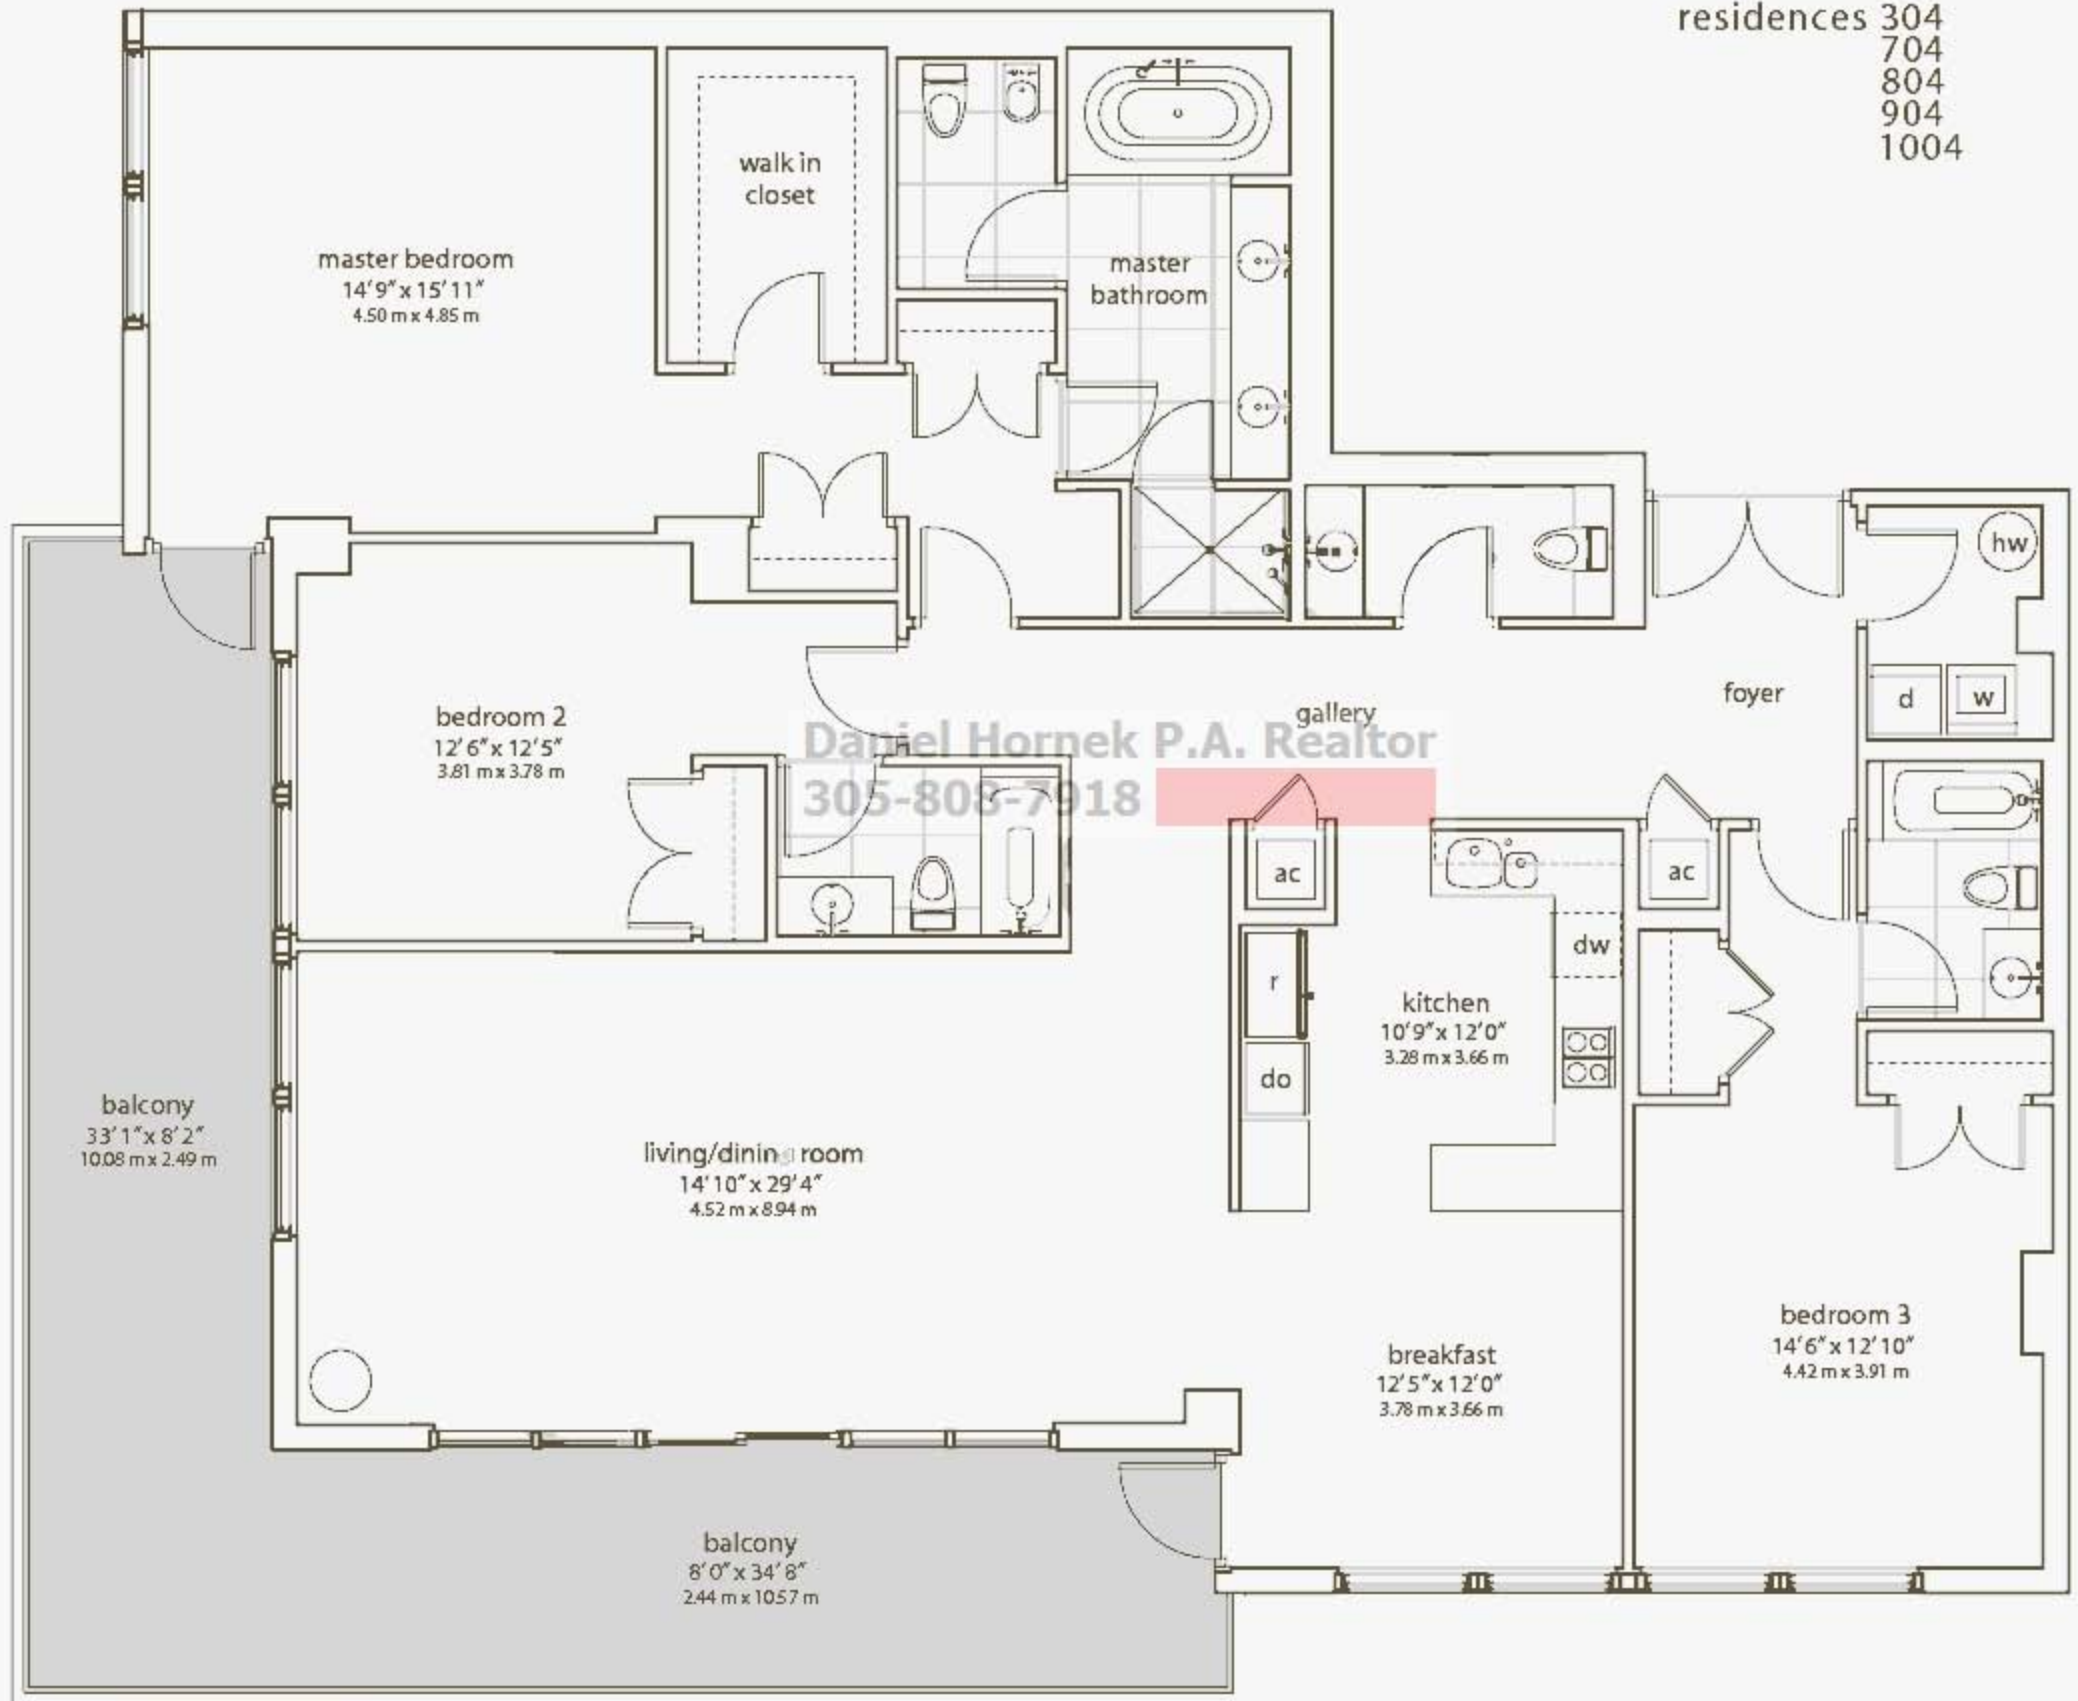 residences 304
704
804
904
1004
walk in
closet
master bedroom
14'9" x 15'11"
4.50 m x 4.85 m
master
bathroom
hw
d
w
foyer
gallery
bedroom 2
12'6" x 12'5"
3.81 m x 3.78 m
Daniel Hornek P.A. Realtor
305-808-7918
ac
ac
r
dw
kitchen
10'9" x 12'0"
3.28 m x 3.66 m
do
balcony
33'1" x 8'2"
10.08 m x 2.49 m
living/dining room
14'10" x 29'4"
4.52 m x 8.94 m
bedroom 3
14'6" x 12'10"
4.42 m x 3.91 m
breakfast
12'5" x 12'0"
3.78 m x 3.66 m
balcony
8'0" x 34'8"
2.44 m x 10.57 m